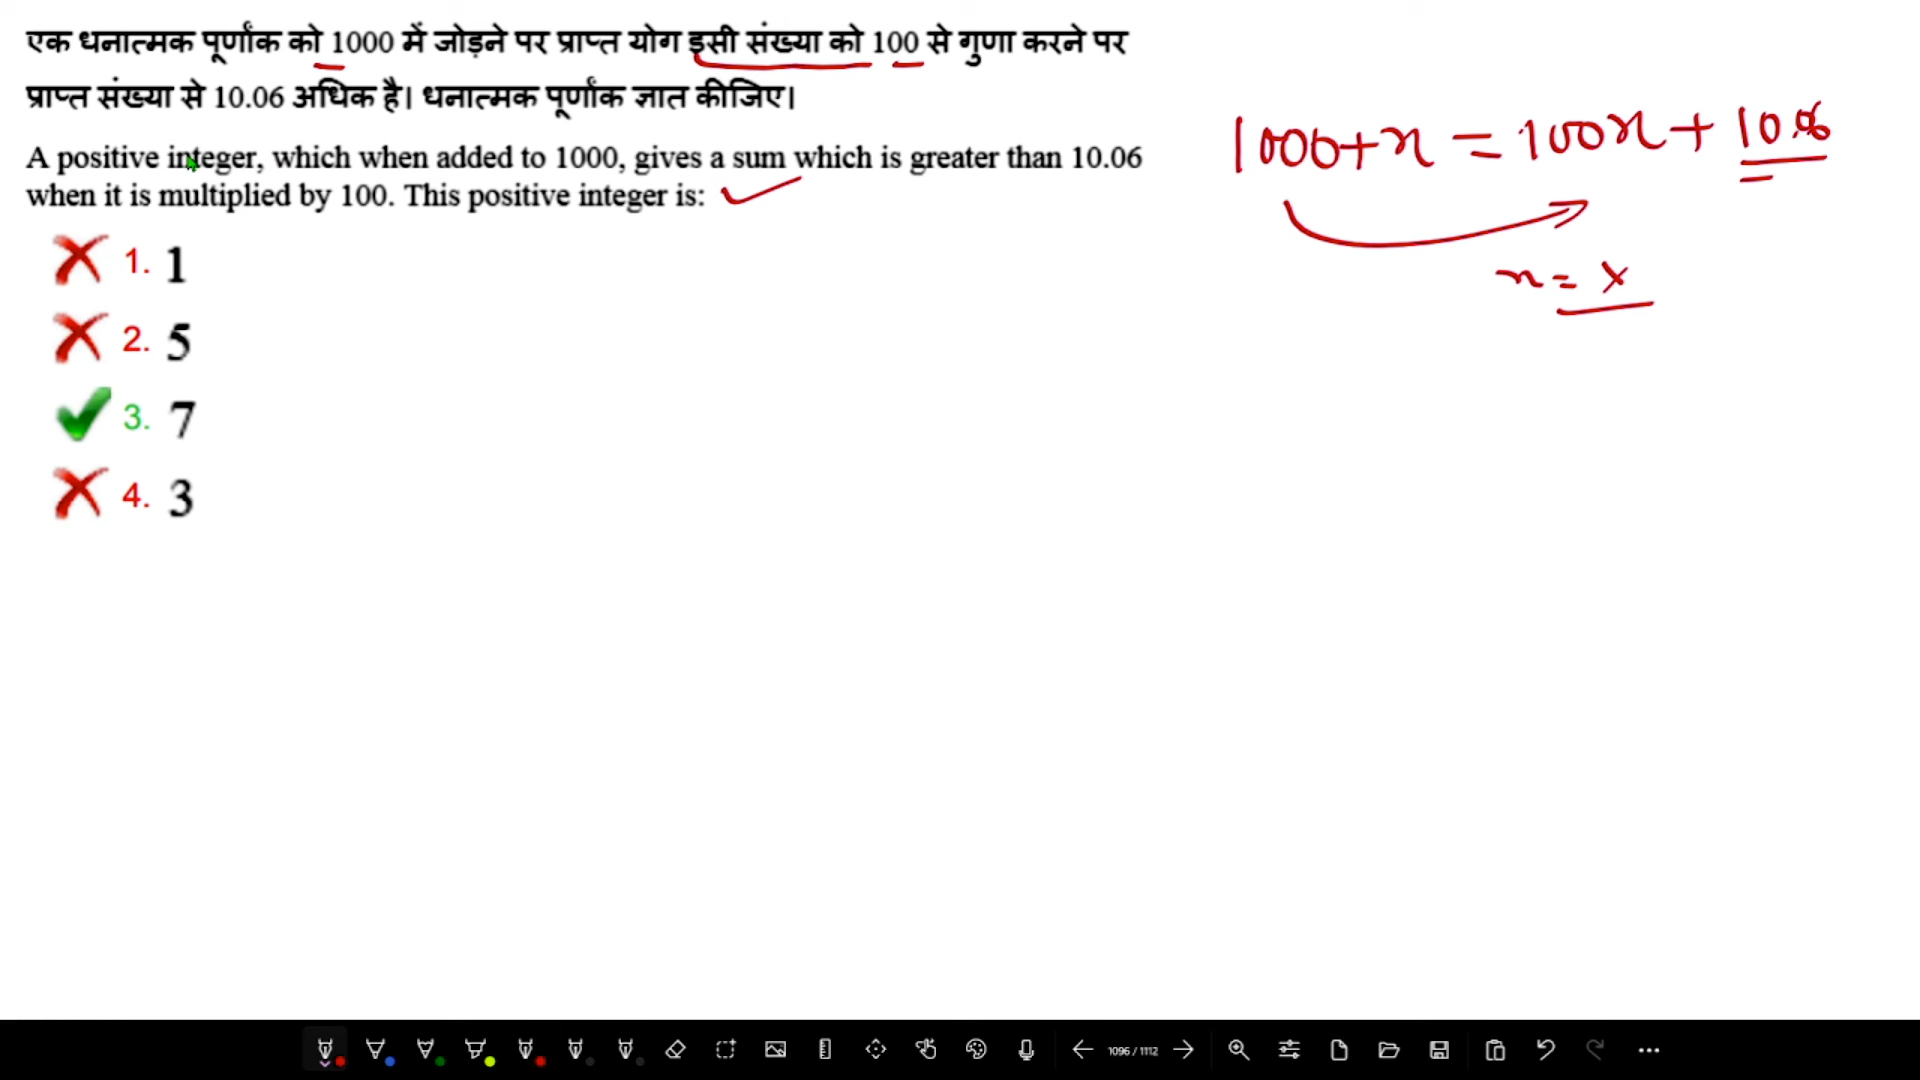 एक धनात्मक पूर्णांक को 1000 में जोड़ने पर प्राप्त योग इसी संख्या को 100 से गुणा करने पर
प्राप्त संख्या से 10.06 अधिक है। धनात्मक पूर्णांक ज्ञात कीजिए।
A positive integer, which when added to 1000, gives a sum which is greater than 10.06
when it is multiplied by 100. This positive integer is:
1. 1
2. 5
3. 7
4. 3
1000+x = 100x + 10.06
x = x
1096 / 1112